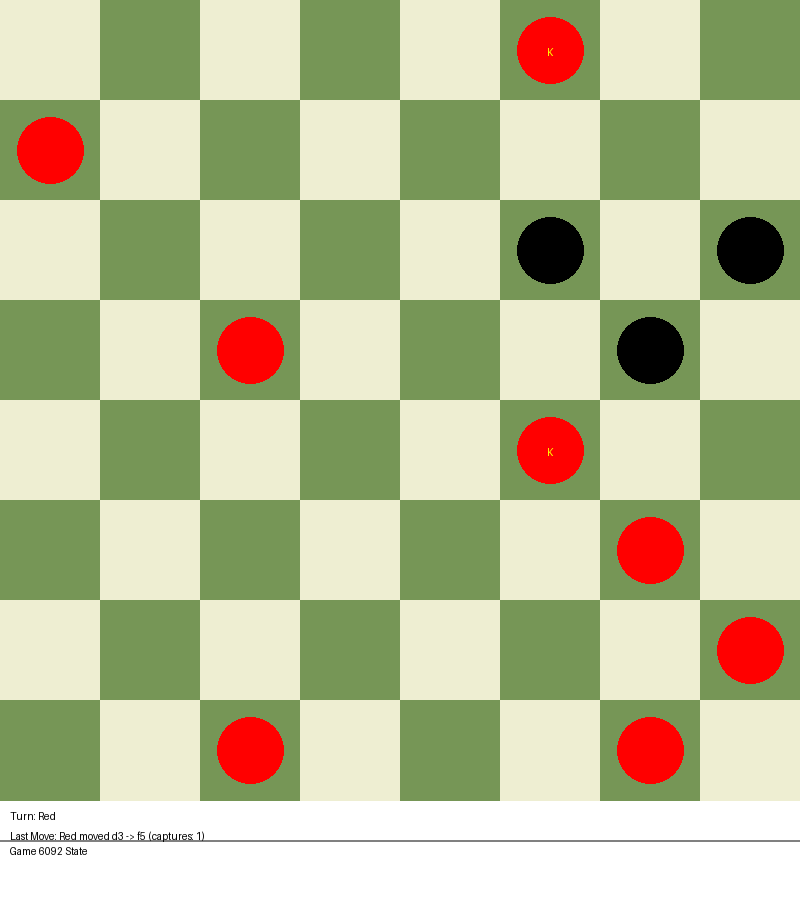 K
K
Turn: Red
Last Move: Red moved d3 -> f5 (captures: 1)
Game 6092 State